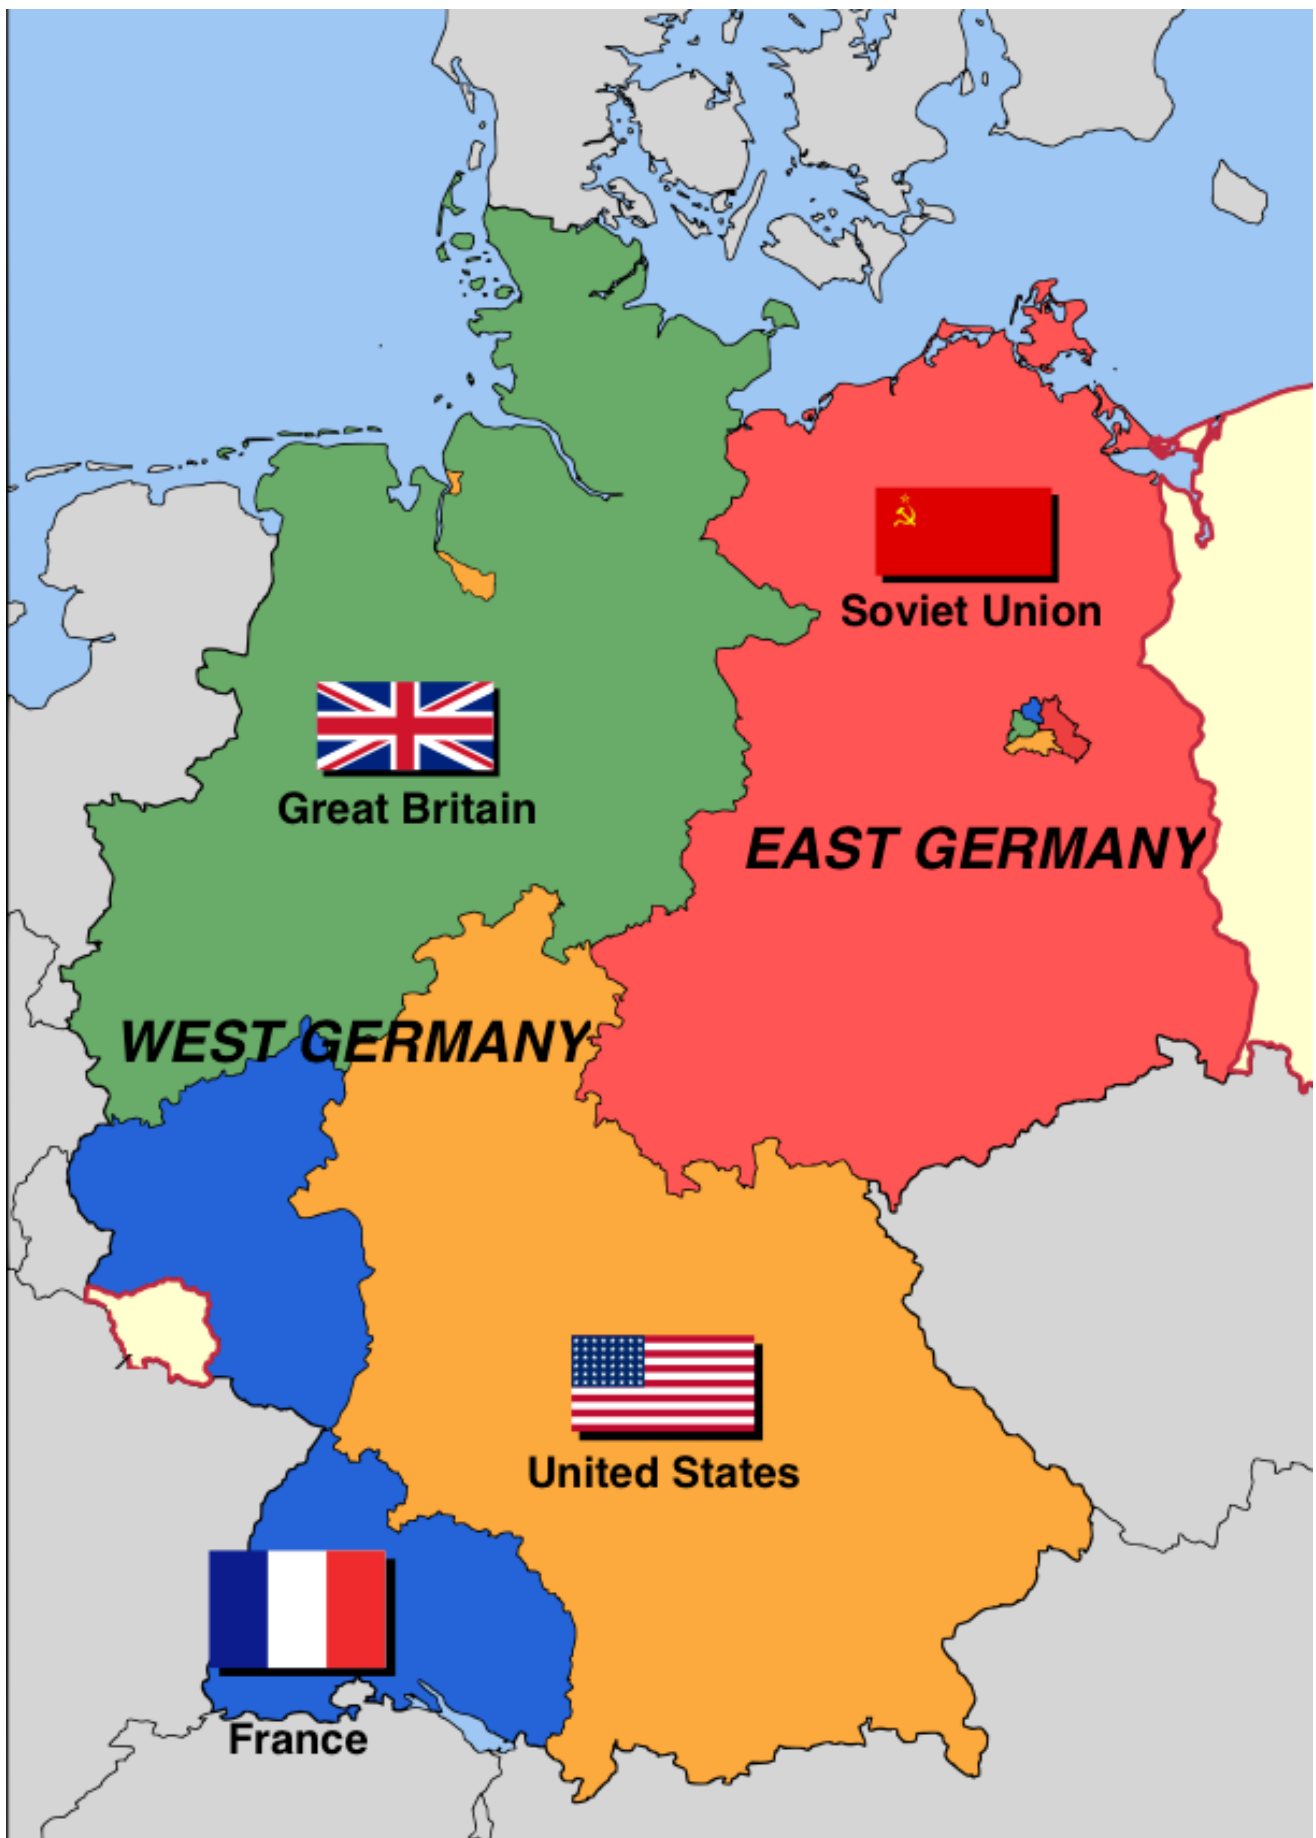 Soviet Union
Great Britain
EAST GERMANY
WEST GERMANY
United States
France